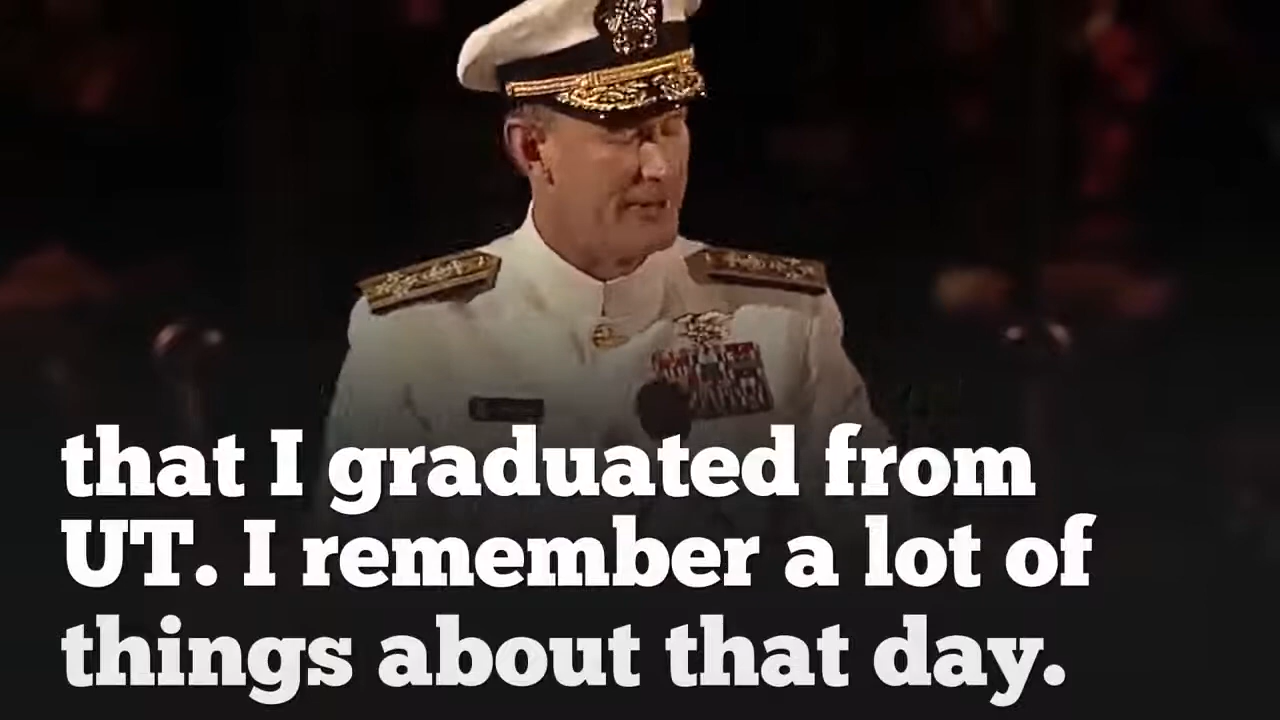 that I graduated from
UT. I remember a lot of
things about that day.